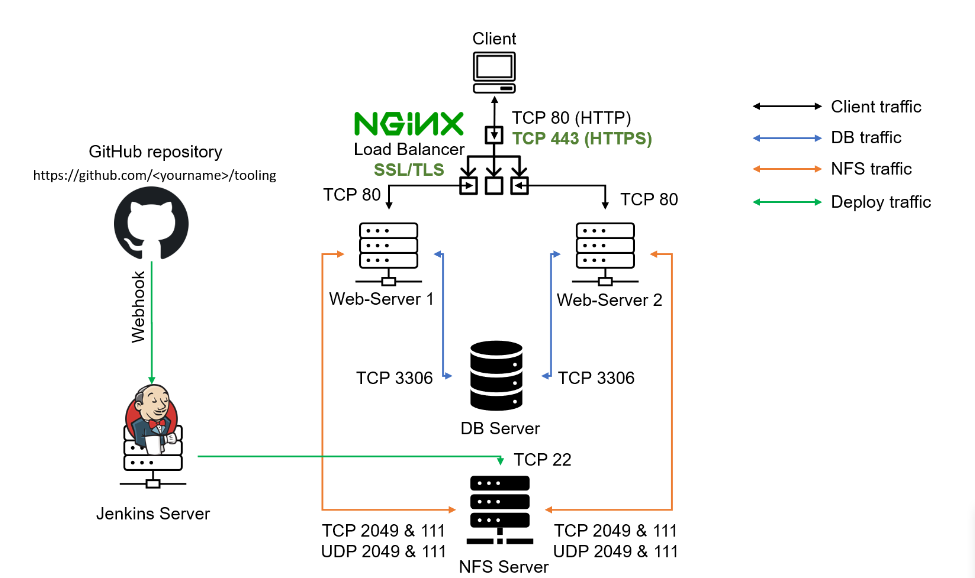 Client
NGINX
Load Balancer
SSL/TLS
TCP 80 (HTTP)
TCP 443 (HTTPS)
Client traffic
DB traffic
NFS traffic
Deploy traffic
GitHub repository
https://github.com/<yourname>/tooling
TCP 80
TCP 80
Web-Server 1
Web-Server 2
Webhook
TCP 3306
TCP 3306
DB Server
TCP 22
Jenkins Server
TCP 2049 & 111
UDP 2049 & 111
TCP 2049 & 111
UDP 2049 & 111
NFS Server